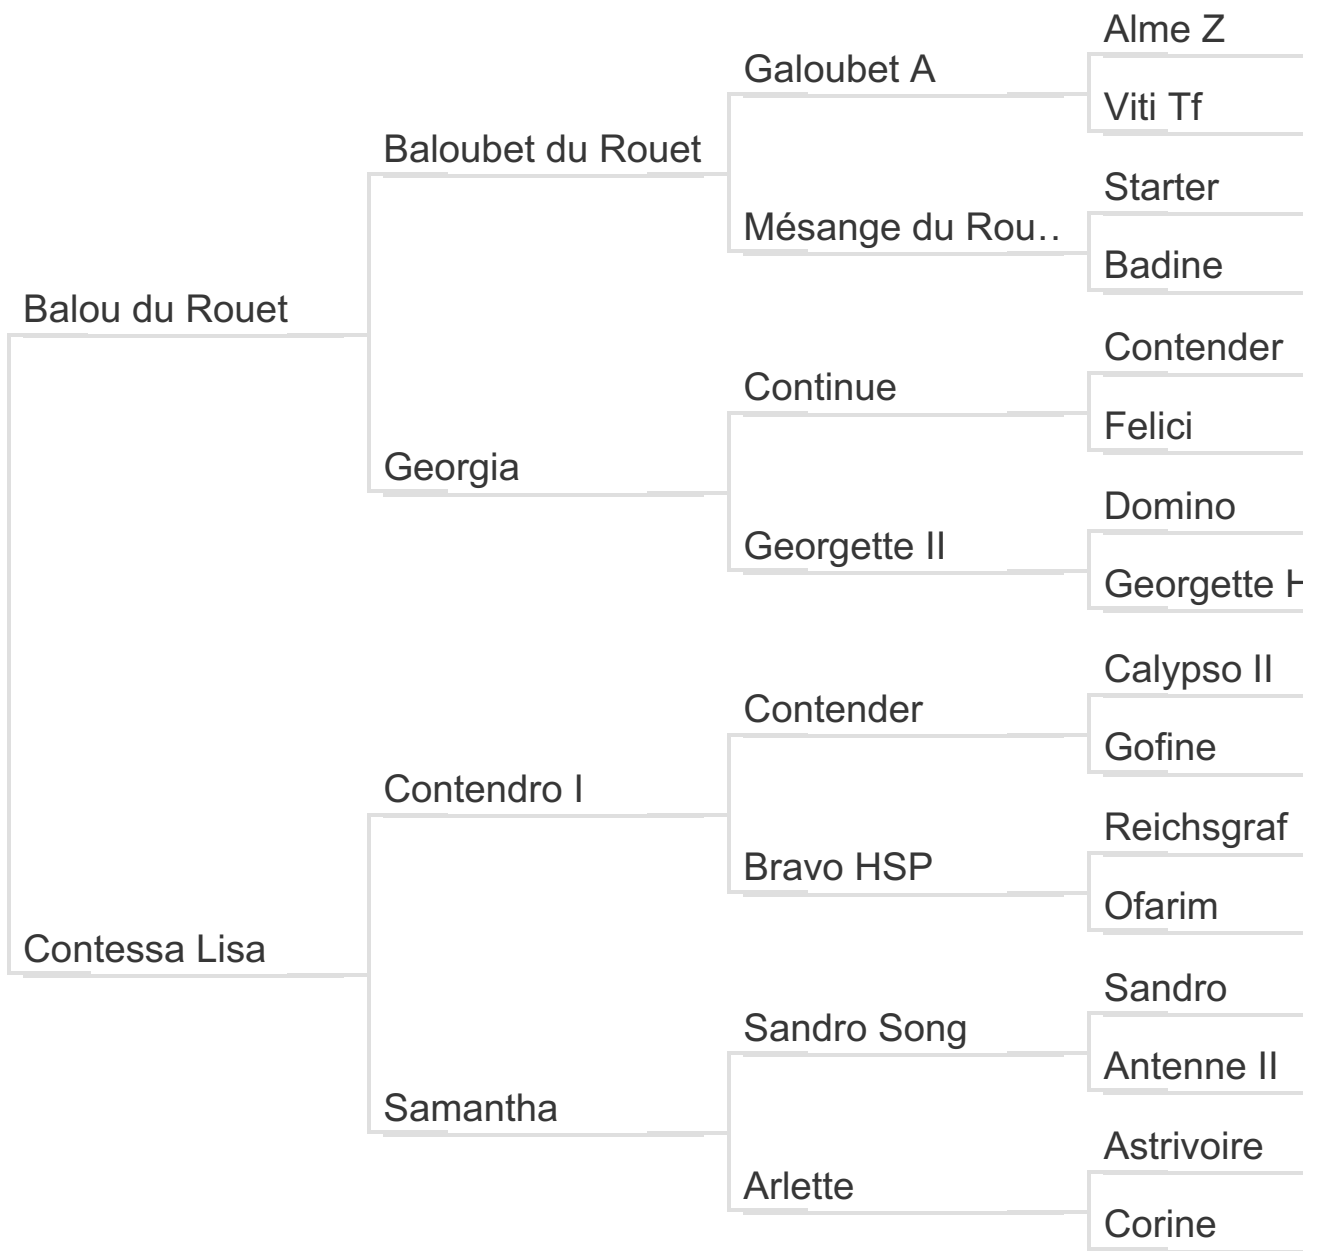 Alme Z
Galoubet A
Viti Tf
Baloubet du Rouet
Starter
Mésange du Rou…
Badine
Balou du Rouet
Contender
Continue
Felici
Georgia
Domino
Georgette II
Georgette H
Calypso II
Contender
Gofine
Contendro I
Reichsgraf
Bravo HSP
Ofarim
Contessa Lisa
Sandro
Sandro Song
Antenne II
Samantha
Astrivoire
Arlette
Corine